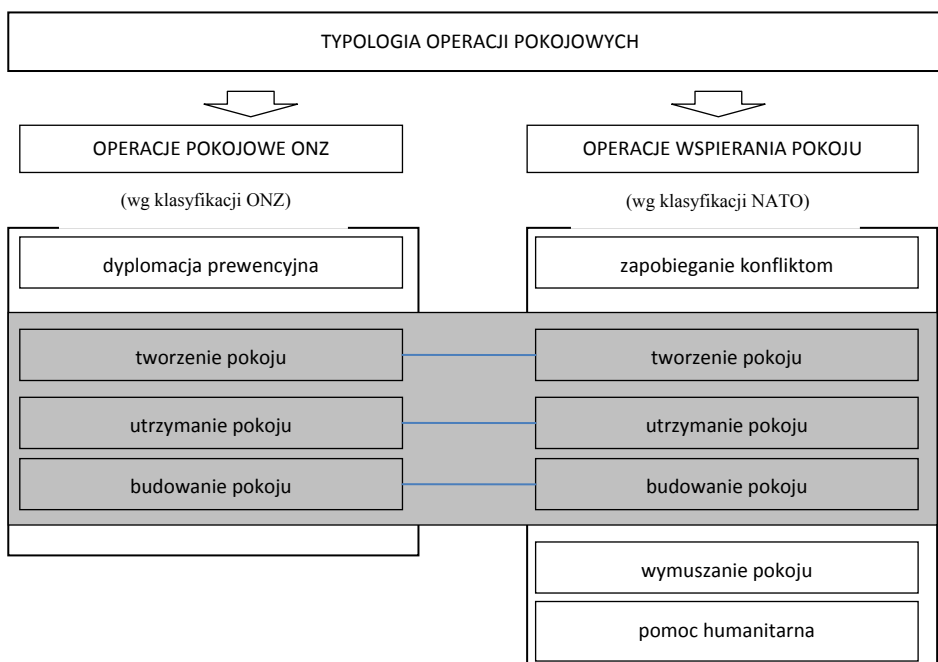 TYPOLOGIA OPERACJI POKOJOWYCH
OPERACJE POKOJOWE ONZ
(wg klasyfikacji ONZ)
dyplomacja prewencyjna
tworzenie pokoju
utrzymanie pokoju
budowanie pokoju
OPERACJE WSPIERANIA POKOJU
(wg klasyfikacji NATO)
zapobieganie konfliktom
tworzenie pokoju
utrzymanie pokoju
budowanie pokoju
wymuszanie pokoju
pomoc humanitarna